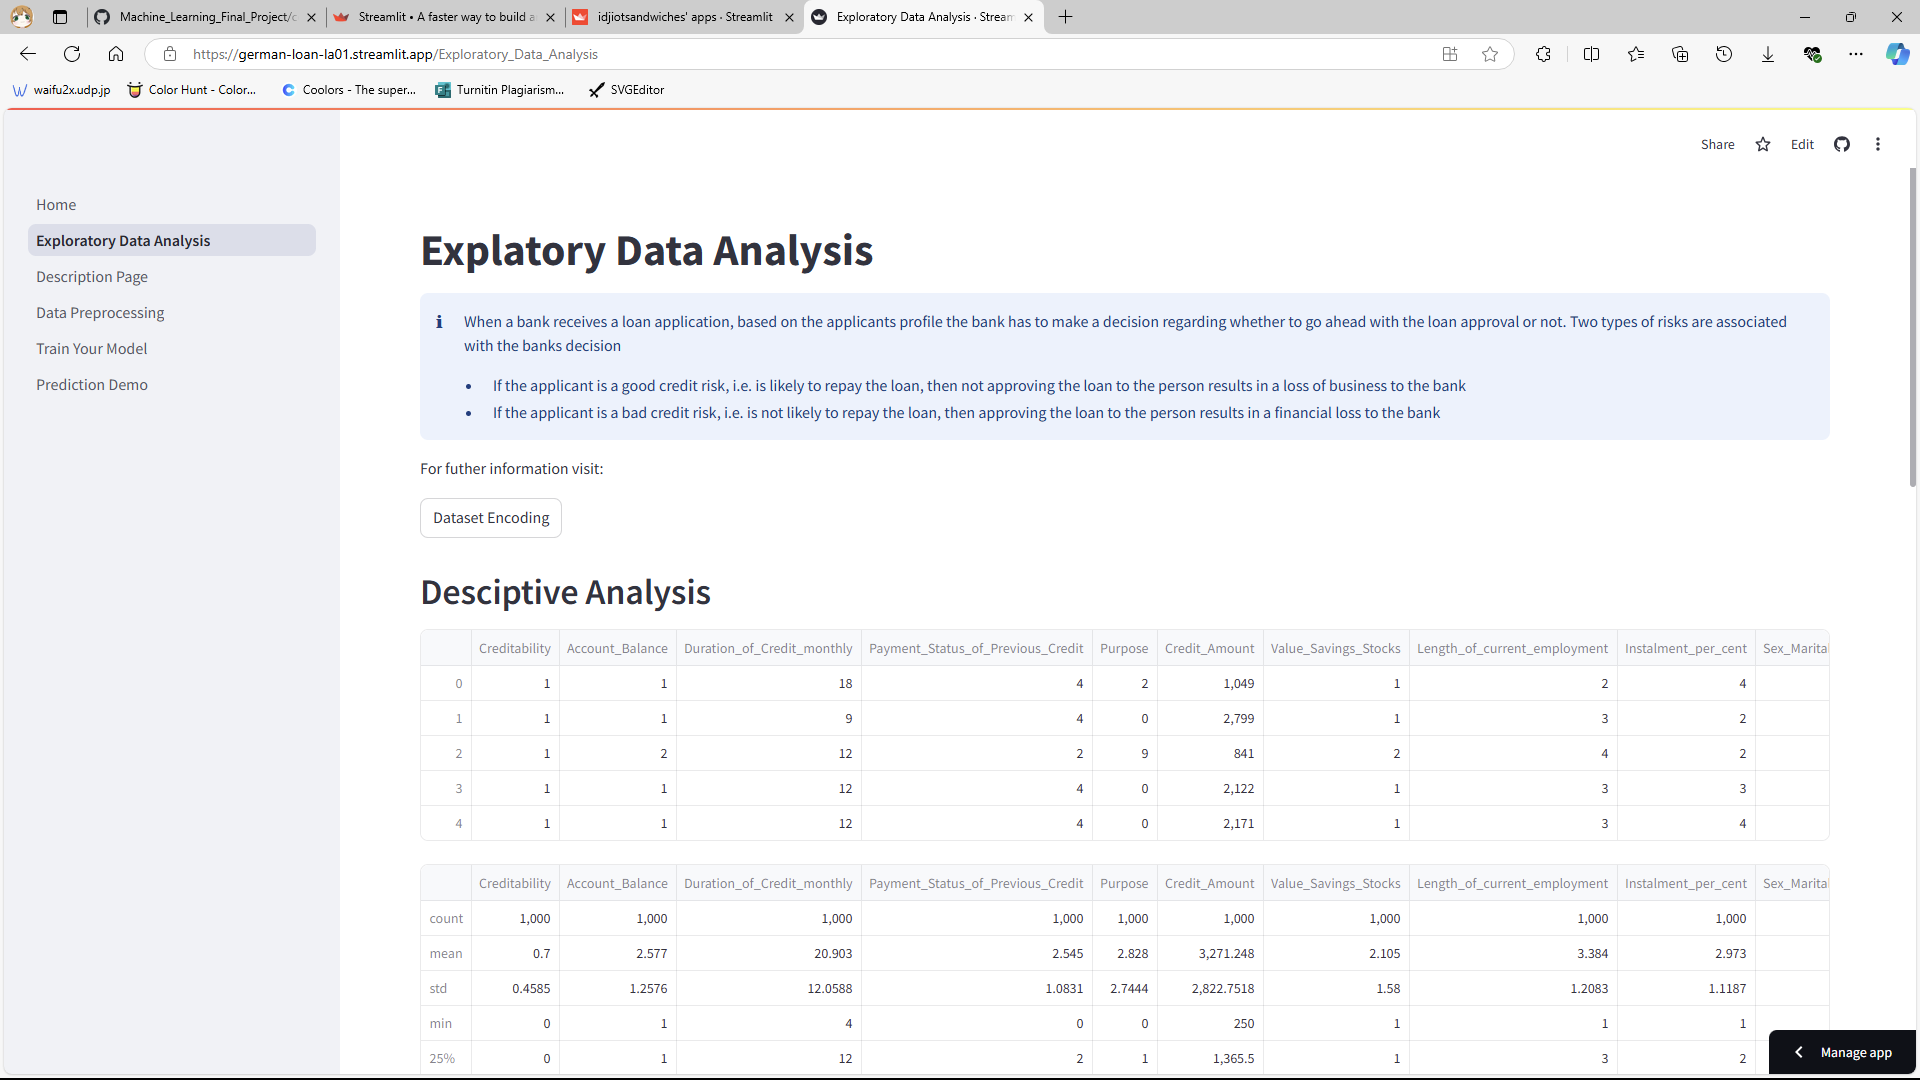 Machine_Learning_Final_Project/c
Streamlit • A faster way to build a
idjiotsandwiches' apps · Streamlit
Exploratory Data Analysis · Stream
https://german-loan-la01.streamlit.app/Exploratory_Data_Analysis
waifu2x.udp.jp
Color Hunt - Color...
Coolors - The super...
Turnitin Plagiarism...
SVGEditor
Share
Edit
Home
Exploratory Data Analysis
Description Page
Data Preprocessing
Train Your Model
Prediction Demo
Explatory Data Analysis
When a bank receives a loan application, based on the applicants profile the bank has to make a decision regarding whether to go ahead with the loan approval or not. Two types of risks are associated
with the banks decision
• If the applicant is a good credit risk, i.e. is likely to repay the loan, then not approving the loan to the person results in a loss of business to the bank
• If the applicant is a bad credit risk, i.e. is not likely to repay the loan, then approving the loan to the person results in a financial loss to the bank
For futher information visit:
Dataset Encoding
Desciptive Analysis
Creditability Account_Balance Duration_of_Credit_monthly Payment_Status_of_Previous_Credit Purpose Credit_Amount Value_Savings_Stocks Length_of_current_employment Instalment_per_cent Sex_Marital
0 1 1 18 4 2 1,049 1 2 4
1 1 1 9 4 0 2,799 1 3 2
2 1 2 12 2 9 841 2 4 2
3 1 1 12 4 0 2,122 1 3 3
4 1 1 12 4 0 2,171 1 3 4
Creditability Account_Balance Duration_of_Credit_monthly Payment_Status_of_Previous_Credit Purpose Credit_Amount Value_Savings_Stocks Length_of_current_employment Instalment_per_cent Sex_Marital
count 1,000 1,000 1,000 1,000 1,000 1,000 1,000 1,000 1,000
mean 0.7 2.577 20.903 2.545 2.828 3,271.248 2.105 3.384 2.973
std 0.4585 1.2576 12.0588 1.0831 2.7444 2,822.7518 1.58 1.2083 1.1187
min 0 1 4 0 0 250 1 1 1
25% 0 1 12 2 1 1,365.5 1 3 2
Manage app